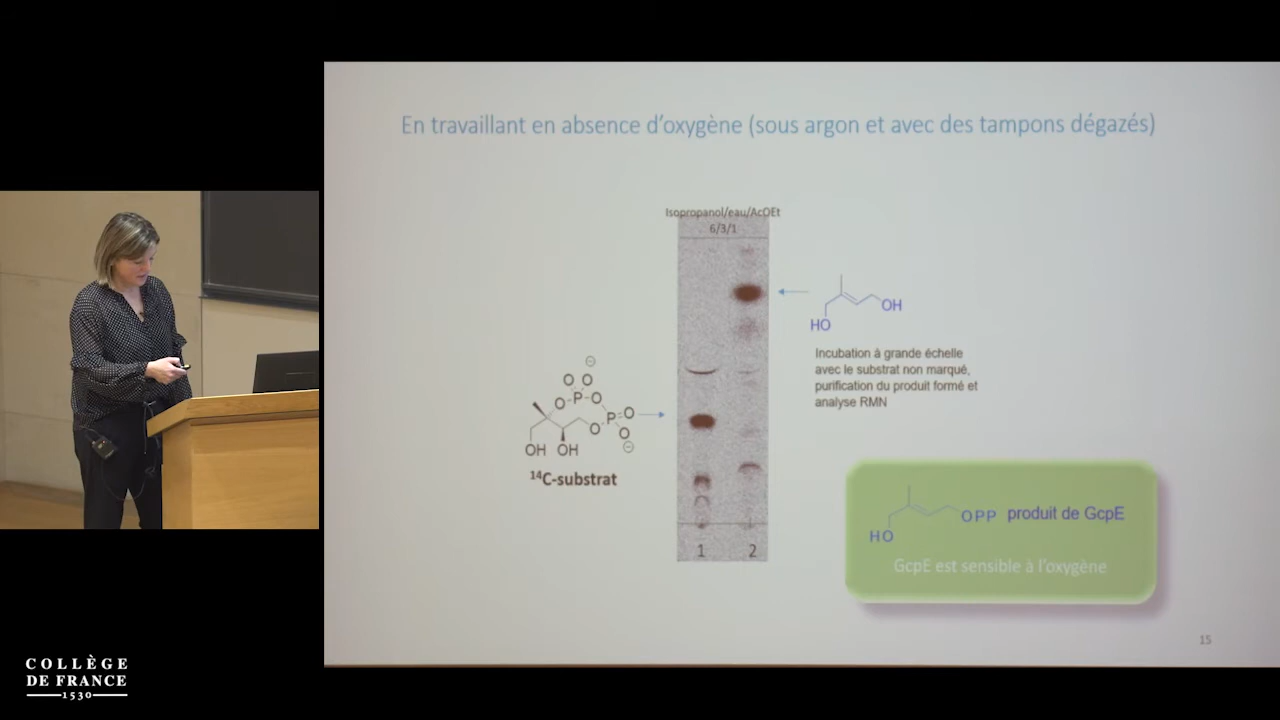 En travaillant en absence d’oxygène (sous argon et avec des tampons dégazés)
Isopropanol/eau/AcOEt
6/3/1
OH
HO
Incubation à grande échelle
avec le substrat non marqué,
purification du produit formé et
analyse RMN
O O
O P O
P O
O O
OH OH
14C-substrat
1 2
OPP produit de GcpE
HO
GcpE est sensible à l’oxygène
15
COLLÈGE
DE FRANCE
1530